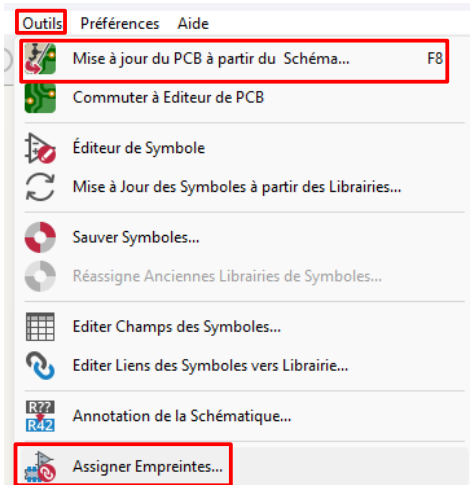 Outils Préférences Aide
Mise à jour du PCB à partir du Schéma... F8
Commuter à Editeur de PCB
Éditeur de Symbole
Mise à Jour des Symboles à partir des Librairies...
Sauver Symboles...
Réassigne Anciennes Librairies de Symboles...
Editer Champs des Symboles...
Editer Liens des Symboles vers Librairie...
R??
R42 Annotation de la Schématique...
Assigner Empreintes...